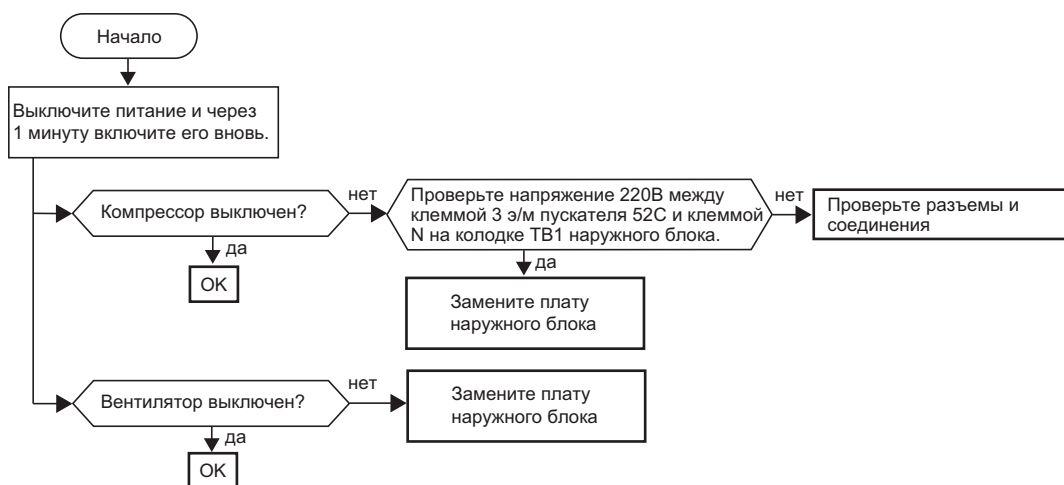 Начало
Выключите питание и через
1 минуту включите его вновь.
Компрессор выключен?
нет
Проверьте напряжение 220В между
клеммой 3 э/м пускателя 52С и клеммой
N на колодке ТВ1 наружного блока.
нет
Проверьте разъемы и
соединения
да
OK
да
Замените плату
наружного блока
Вентилятор выключен?
нет
Замените плату
наружного блока
да
OK